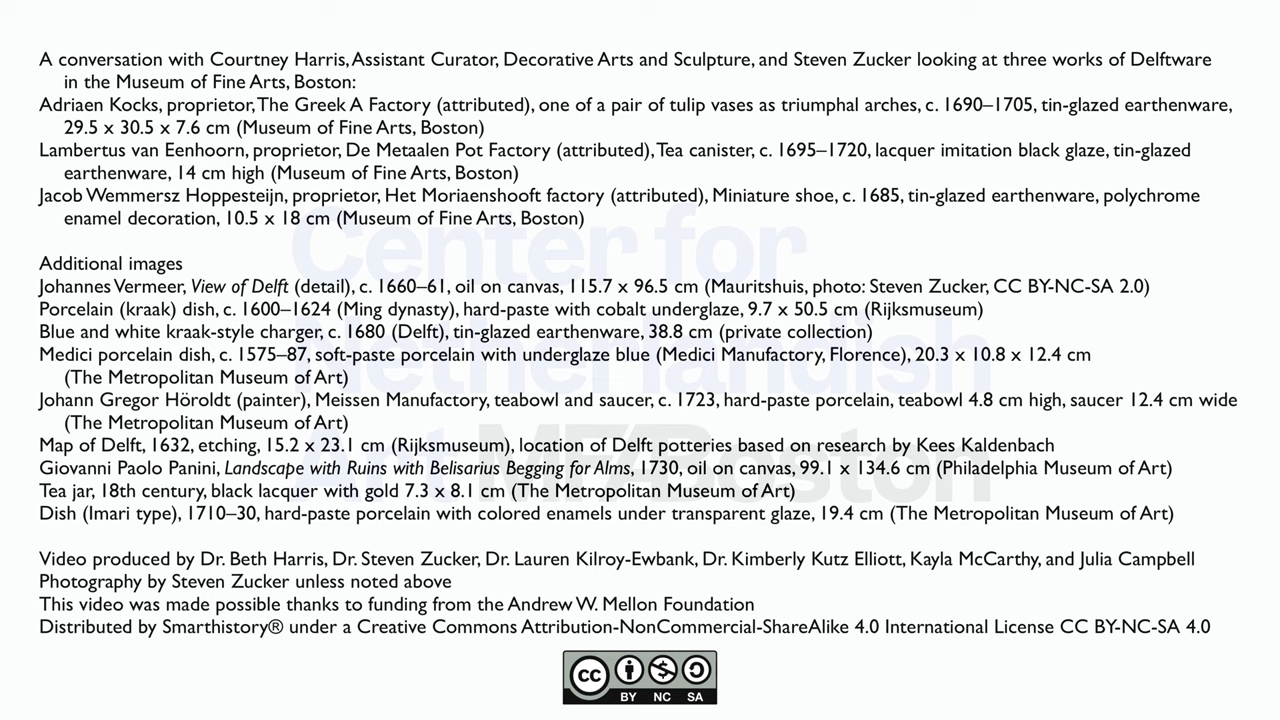 A conversation with Courtney Harris, Assistant Curator, Decorative Arts and Sculpture, and Steven Zucker looking at three works of Delftware
in the Museum of Fine Arts, Boston:
Adriaen Kocks, proprietor, The Greek A Factory (attributed), one of a pair of tulip vases as triumphal arches, c. 1690–1705, tin-glazed earthenware,
29.5 x 30.5 x 7.6 cm (Museum of Fine Arts, Boston)
Lambertus van Eenhoorn, proprietor, De Metaalen Pot Factory (attributed), Tea canister, c. 1695–1720, lacquer imitation black glaze, tin-glazed
earthenware, 14 cm high (Museum of Fine Arts, Boston)
Jacob Wemmersz Hoppesteijn, proprietor, Het Moriaenshooft factory (attributed), Miniature shoe, c. 1685, tin-glazed earthenware, polychrome
enamel decoration, 10.5 x 18 cm (Museum of Fine Arts, Boston)
Center for
Netherlandish
Art MFABoston
Additional images
Johannes Vermeer, View of Delft (detail), c. 1660–61, oil on canvas, 115.7 x 96.5 cm (Mauritshuis, photo: Steven Zucker, CC BY-NC-SA 2.0)
Porcelain (kraak) dish, c. 1600–1624 (Ming dynasty), hard-paste with cobalt underglaze, 9.7 x 50.5 cm (Rijksmuseum)
Blue and white kraak-style charger, c. 1680 (Delft), tin-glazed earthenware, 38.8 cm (private collection)
Medici porcelain dish, c. 1575–87, soft-paste porcelain with underglaze blue (Medici Manufactory, Florence), 20.3 x 10.8 x 12.4 cm
(The Metropolitan Museum of Art)
Johann Gregor Höroldt (painter), Meissen Manufactory, teabowl and saucer, c. 1723, hard-paste porcelain, teabowl 4.8 cm high, saucer 12.4 cm wide
(The Metropolitan Museum of Art)
Map of Delft, 1632, etching, 15.2 x 23.1 cm (Rijksmuseum), location of Delft potteries based on research by Kees Kaldenbach
Giovanni Paolo Panini, Landscape with Ruins with Belisarius Begging for Alms, 1730, oil on canvas, 99.1 x 134.6 cm (Philadelphia Museum of Art)
Tea jar, 18th century, black lacquer with gold 7.3 x 8.1 cm (The Metropolitan Museum of Art)
Dish (Imari type), 1710–30, hard-paste porcelain with colored enamels under transparent glaze, 19.4 cm (The Metropolitan Museum of Art)
Video produced by Dr. Beth Harris, Dr. Steven Zucker, Dr. Lauren Kilroy-Ewbank, Dr. Kimberly Kutz Elliott, Kayla McCarthy, and Julia Campbell
Photography by Steven Zucker unless noted above
This video was made possible thanks to funding from the Andrew W. Mellon Foundation
Distributed by Smarthistory® under a Creative Commons Attribution-NonCommercial-ShareAlike 4.0 International License CC BY-NC-SA 4.0
cc
BY NC SA